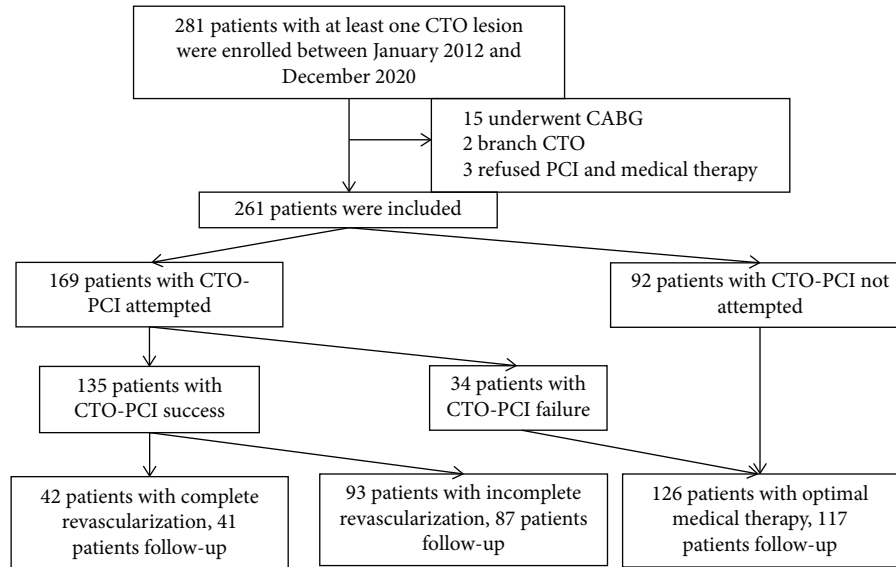 281 patients with at least one CTO lesion
were enrolled between January 2012 and
December 2020
15 underwent CABG
2 branch CTO
3 refused PCI and medical therapy
261 patients were included
169 patients with CTO-
PCI attempted
92 patients with CTO-PCI not
attempted
135 patients with
CTO-PCI success
34 patients with
CTO-PCI failure
42 patients with complete
revascularization, 41
patients follow-up
93 patients with incomplete
revascularization, 87 patients
follow-up
126 patients with optimal
medical therapy, 117
patients follow-up